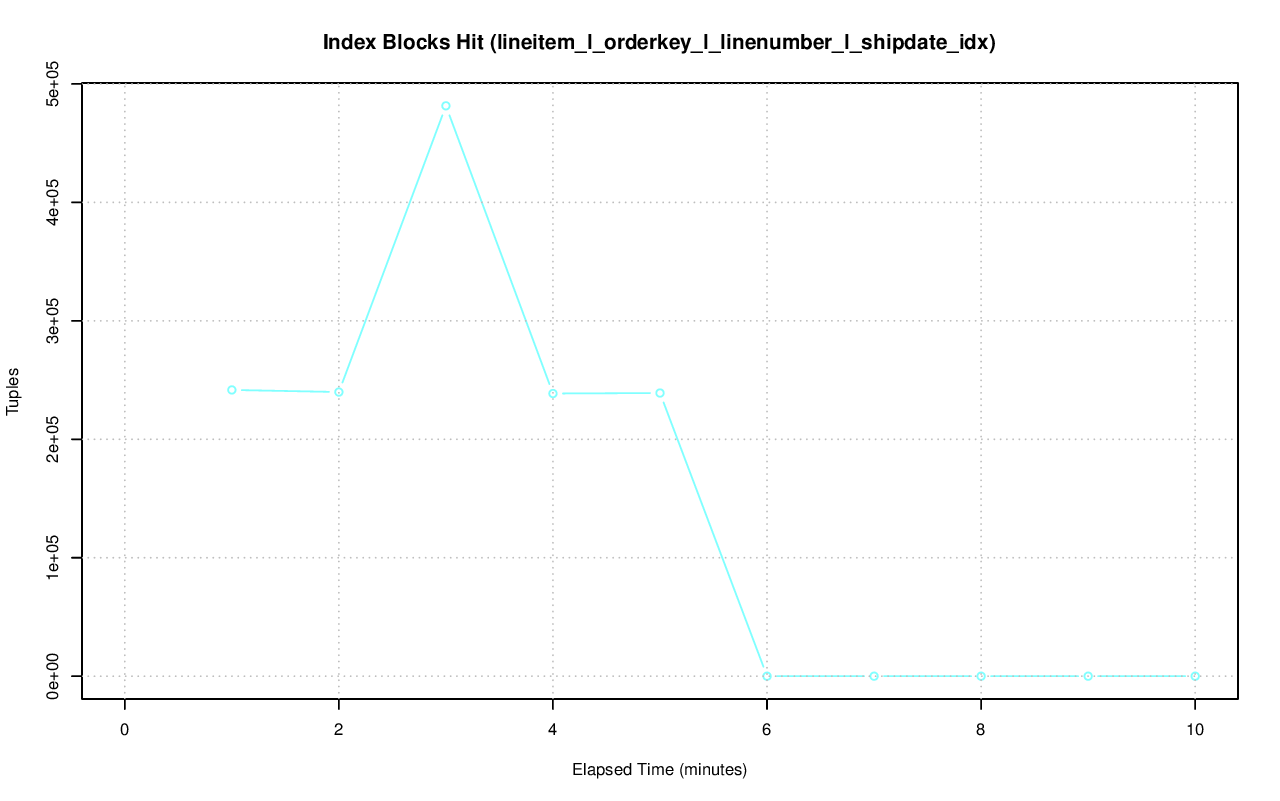 Index Blocks Hit (lineitem_l_orderkey_l_linenumber_l_shipdate_idx)
5e+05
4e+05
3e+05
2e+05
1e+05
0e+00
Tuples
0 2 4 6 8 10
Elapsed Time (minutes)